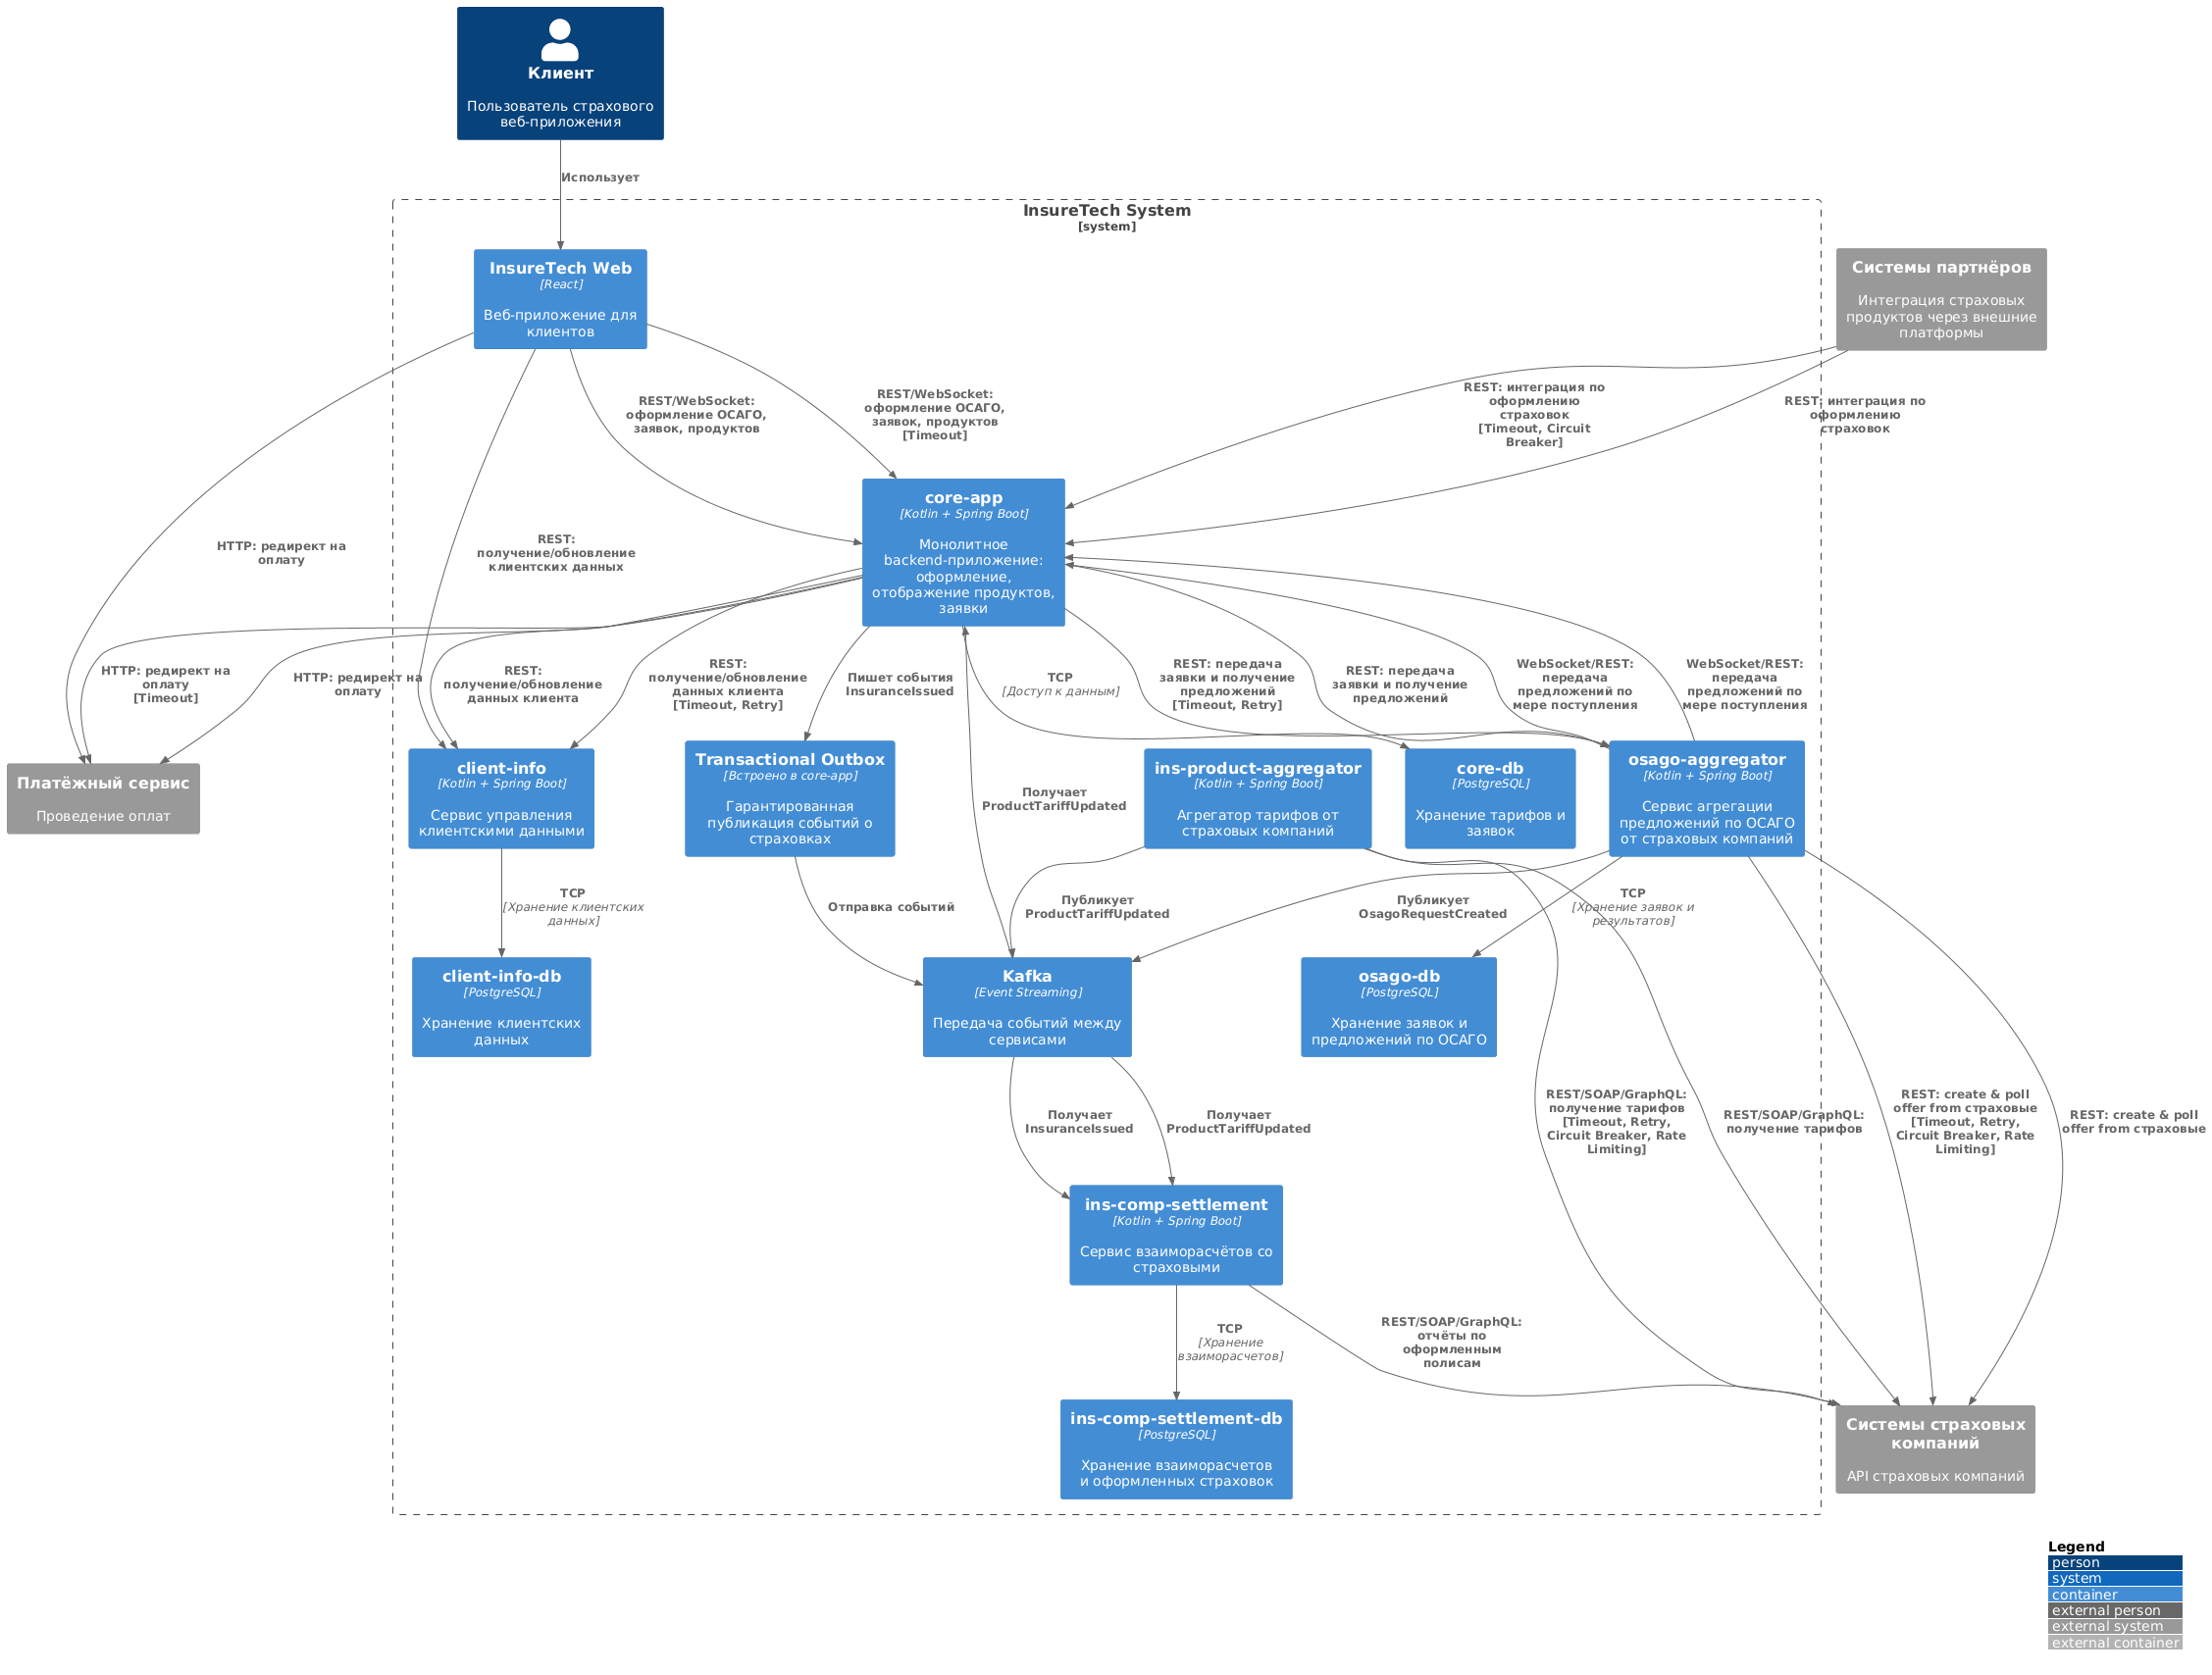 Клиент
Пользователь страхового
веб-приложения
Использует
InsureTech System
[system]
InsureTech Web
[React]
Веб-приложение для
клиентов
Системы партнёров
Интеграция страховых
продуктов через внешние
платформы
REST/WebSocket:
оформление ОСАГО,
заявок, продуктов
REST/WebSocket:
оформление ОСАГО,
заявок, продуктов
[Timeout]
REST: интеграция по
оформлению
страховок
[Timeout, Circuit
Breaker]
REST: интеграция по
оформлению
страховок
HTTP: редирект на
оплату
REST:
получение/обновление
клиентских данных
core-app
[Kotlin + Spring Boot]
Монолитное
backend-приложение:
оформление,
отображение продуктов,
заявки
HTTP: редирект на
оплату
[Timeout]
HTTP: редирект на
оплату
REST:
получение/обновление
данных клиента
REST:
получение/обновление
данных клиента
[Timeout, Retry]
Пишет события
InsuranceIssued
TCP
[Доступ к данным]
REST: передача
заявки и получение
предложений
[Timeout, Retry]
REST: передача
заявки и получение
предложений
WebSocket/REST:
передача
предложений по
мере поступления
WebSocket/REST:
передача
предложений по
мере поступления
Платёжный сервис
Проведение оплат
client-info
[Kotlin + Spring Boot]
Сервис управления
клиентскими данными
Transactional Outbox
[Встроено в core-app]
Гарантированная
публикация событий о
страховках
Получает
ProductTariffUpdated
ins-product-aggregator
[Kotlin + Spring Boot]
Агрегатор тарифов от
страховых компаний
core-db
[PostgreSQL]
Хранение тарифов и
заявок
osago-aggregator
[Kotlin + Spring Boot]
Сервис агрегации
предложений по ОСАГО
от страховых компаний
TCP
[Хранение клиентских
данных]
Отправка событий
Публикует
ProductTariffUpdated
Публикует
OsagoRequestCreated
TCP
[Хранение заявок и
результатов]
client-info-db
[PostgreSQL]
Хранение клиентских
данных
Kafka
[Event Streaming]
Передача событий между
сервисами
osago-db
[PostgreSQL]
Хранение заявок и
предложений по ОСАГО
Получает
InsuranceIssued
Получает
ProductTariffUpdated
REST/SOAP/GraphQL:
получение тарифов
[Timeout, Retry,
Circuit Breaker, Rate
Limiting]
REST/SOAP/GraphQL:
получение тарифов
REST: create & poll
offer from страховые
[Timeout, Retry,
Circuit Breaker, Rate
Limiting]
REST: create & poll
offer from страховые
ins-comp-settlement
[Kotlin + Spring Boot]
Сервис взаиморасчётов со
страховыми
TCP
[Хранение
взаиморасчетов]
REST/SOAP/GraphQL:
отчёты по
оформленным
полисам
ins-comp-settlement-db
[PostgreSQL]
Хранение взаиморасчетов
и оформленных страховок
Системы страховых
компаний
API страховых компаний
Legend
person
system
container
external person
external system
external container